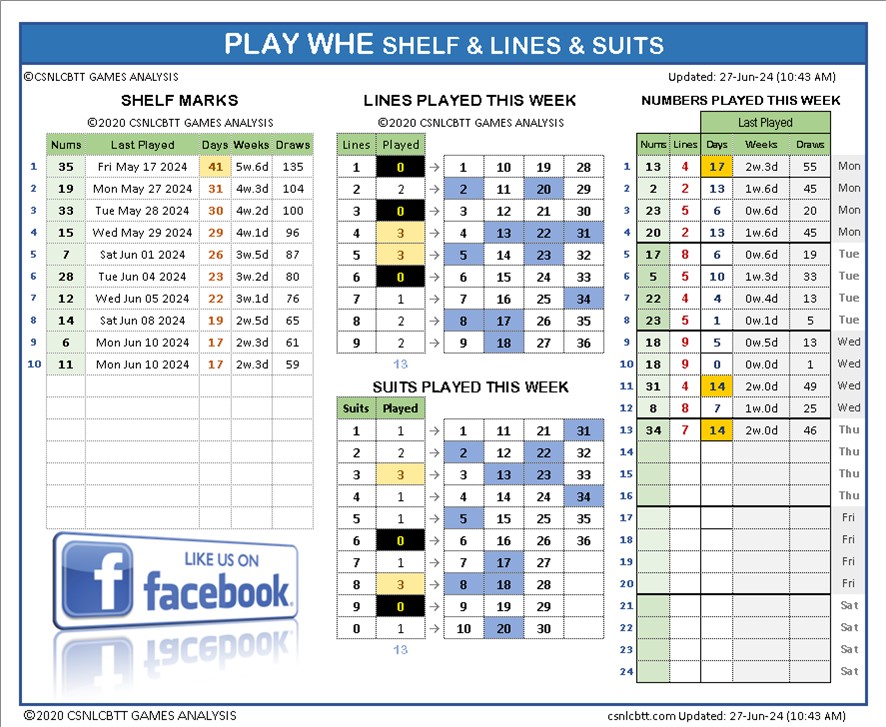 PLAY WHE SHELF & LINES & SUITS
©CSNLCBTT GAMES ANALYSIS
Updated: 27-Jun-24 (10:43 AM)
SHELF MARKS
©2020 CSNLCBTT GAMES ANALYSIS
Nums Last Played Days Weeks Draws
1 35 Fri May 17 2024 41 5w.6d 135
2 19 Mon May 27 2024 31 4w.3d 104
3 33 Tue May 28 2024 30 4w.2d 100
4 15 Wed May 29 2024 29 4w.1d 96
5 7 Sat Jun 01 2024 26 3w.5d 87
6 28 Tue Jun 04 2024 23 3w.2d 80
7 12 Wed Jun 05 2024 22 3w.1d 76
8 14 Sat Jun 08 2024 19 2w.5d 65
9 6 Mon Jun 10 2024 17 2w.3d 61
10 11 Mon Jun 10 2024 17 2w.3d 59
LIKE US ON
facebook.
LINES PLAYED THIS WEEK
©2020 CSNLCBTT GAMES ANALYSIS
Lines Played
1 0 → 1 10 19 28
2 2 → 2 11 20 29
3 0 → 3 12 21 30
4 3 → 4 13 22 31
5 3 → 5 14 23 32
6 0 → 6 15 24 33
7 1 → 7 16 25 34
8 2 → 8 17 26 35
9 2 → 9 18 27 36
13
SUITS PLAYED THIS WEEK
Suits Played
1 1 → 1 11 21 31
2 2 → 2 12 22 32
3 3 → 3 13 23 33
4 1 → 4 14 24 34
5 1 → 5 15 25 35
6 0 → 6 16 26 36
7 1 → 7 17 27
8 3 → 8 18 28
9 0 → 9 19 29
0 1 → 10 20 30
13
NUMBERS PLAYED THIS WEEK
Last Played
Nums Lines Days Weeks Draws
1 13 4 17 2w.3d 55 Mon
2 2 2 13 1w.6d 45 Mon
3 23 5 6 0w.6d 20 Mon
4 20 2 13 1w.6d 45 Mon
5 17 8 6 0w.6d 19 Tue
6 5 5 10 1w.3d 33 Tue
7 22 4 4 0w.4d 13 Tue
8 23 5 1 0w.1d 5 Tue
9 18 9 5 0w.5d 13 Wed
10 18 9 0 0w.0d 1 Wed
11 31 4 14 2w.0d 49 Wed
12 8 8 7 1w.0d 25 Wed
13 34 7 14 2w.0d 46 Thu
14 Thu
15 Thu
16 Thu
17 Fri
18 Fri
19 Fri
20 Fri
21 Sat
22 Sat
23 Sat
24 Sat
©2020 CSNLCBTT GAMES ANALYSIS
csnlcbtt.com Updated: 27-Jun-24 (10:43 AM)